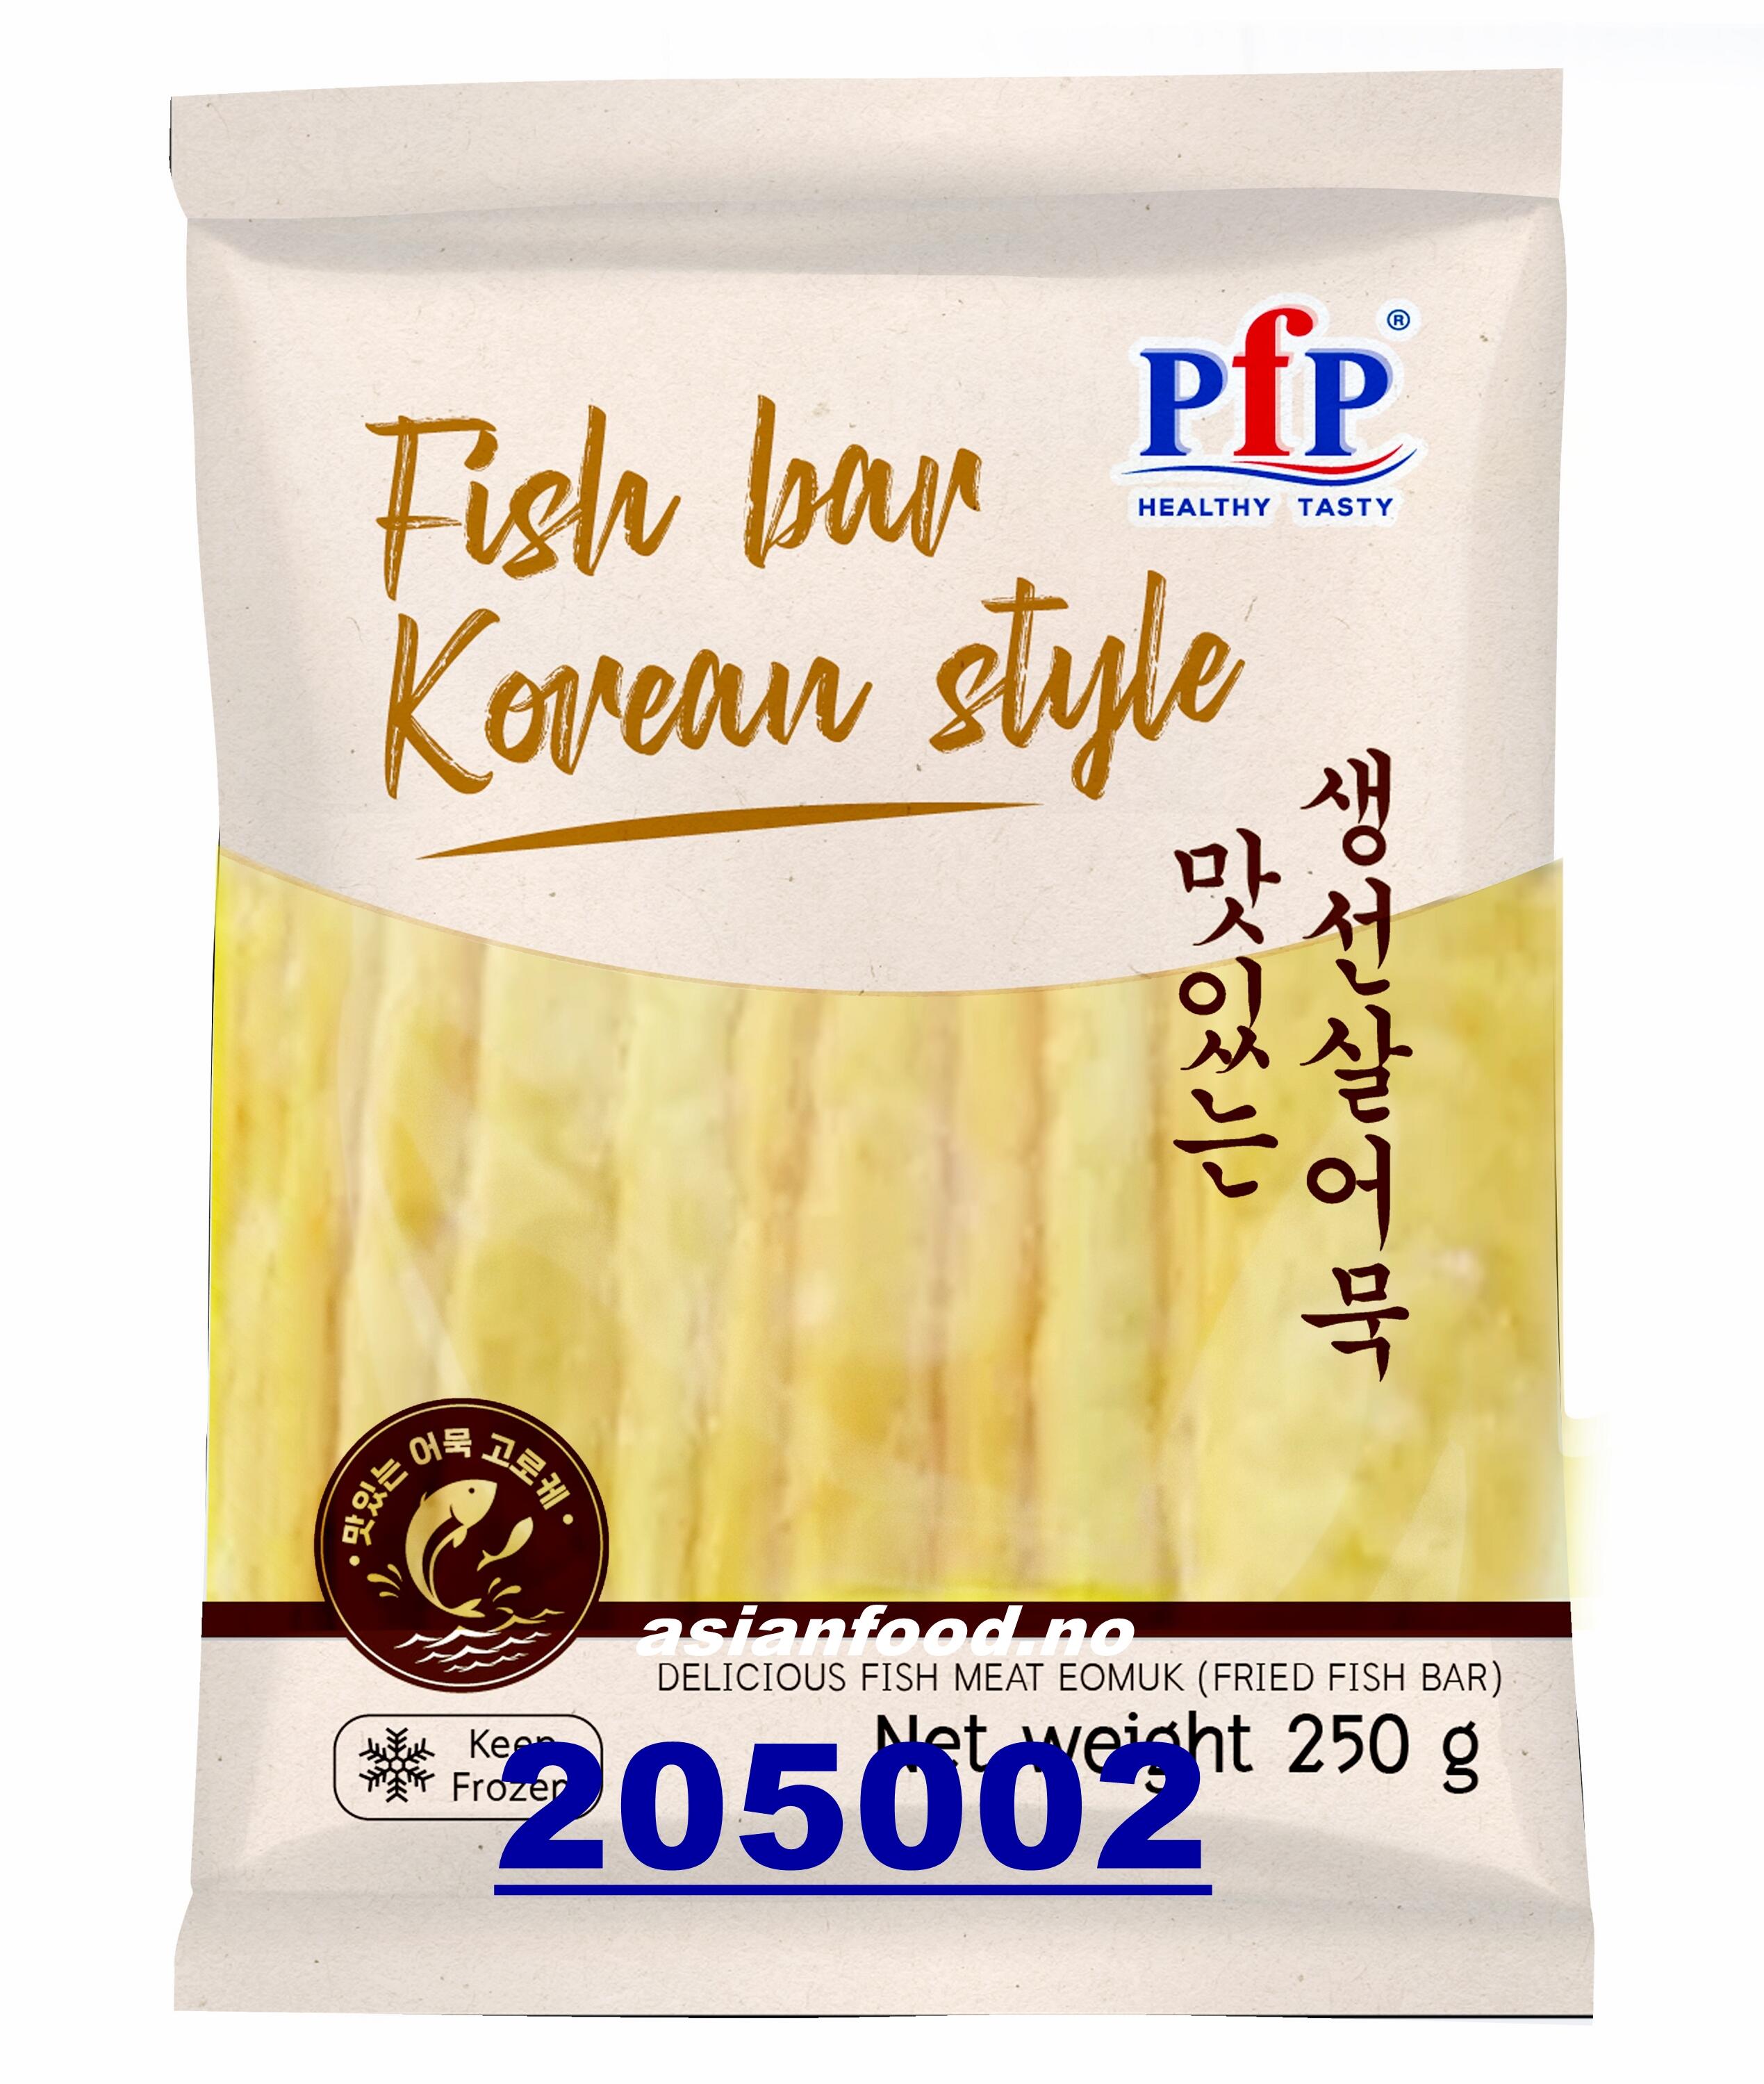 PfP®
HEALTHY TASTY
Fish bar
Korean style
맛있는
생선살어묵
• 맛있는 어묵 고로케 •
asianfood.no
DELICIOUS FISH MEAT EOMUK (FRIED FISH BAR)
Net weight 250 g
Keep
Frozen
205002